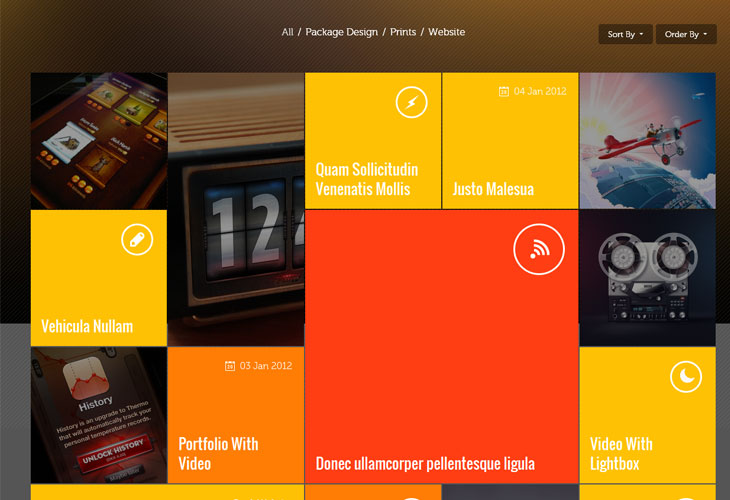 All / Package Design / Prints / Website
Sort By
Order By
04 Jan 2012
Quam Sollicitudin
Venenatis Mollis
Justo Malesua
124
Vehicula Nullam
03 Jan 2012
History
History is an upgrade to Thermo
that will automatically track your
personal temperature records.
UNLOCK HISTORY
Portfolio With
Video
Donec ullamcorper pellentesque ligula
Video With
Lightbox